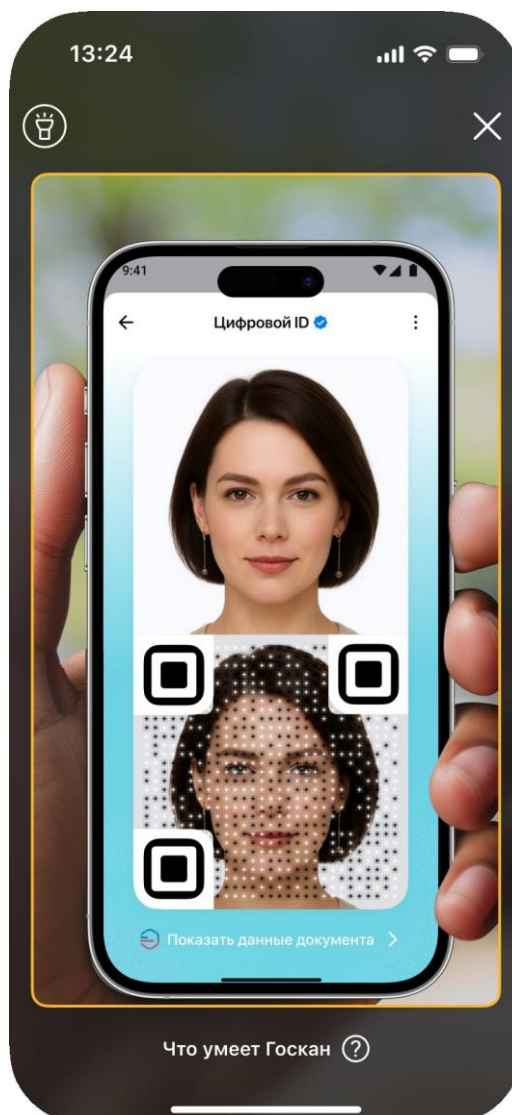 13:24
9:41
Цифровой ID
Показать данные документа
Что умеет Госкан
?